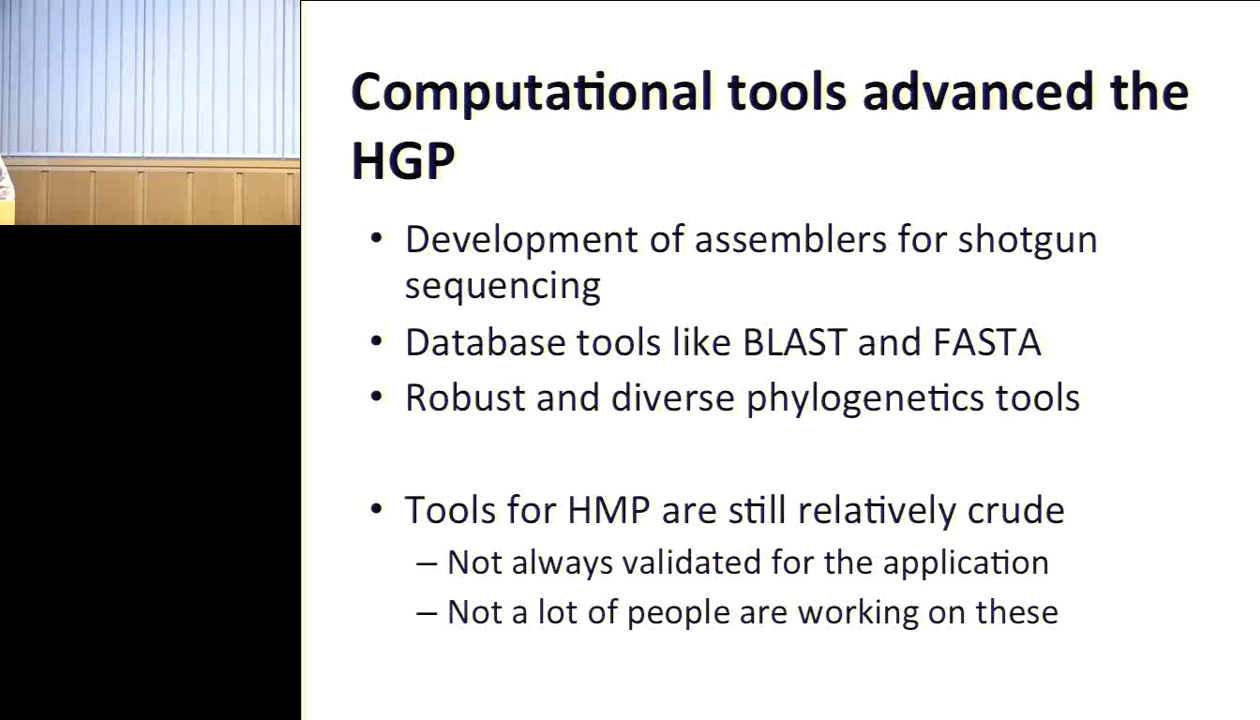 Computational tools advanced the
HGP
• Development of assemblers for shotgun
sequencing
• Database tools like BLAST and FASTA
• Robust and diverse phylogenetics tools
• Tools for HMP are still relatively crude
– Not always validated for the application
– Not a lot of people are working on these